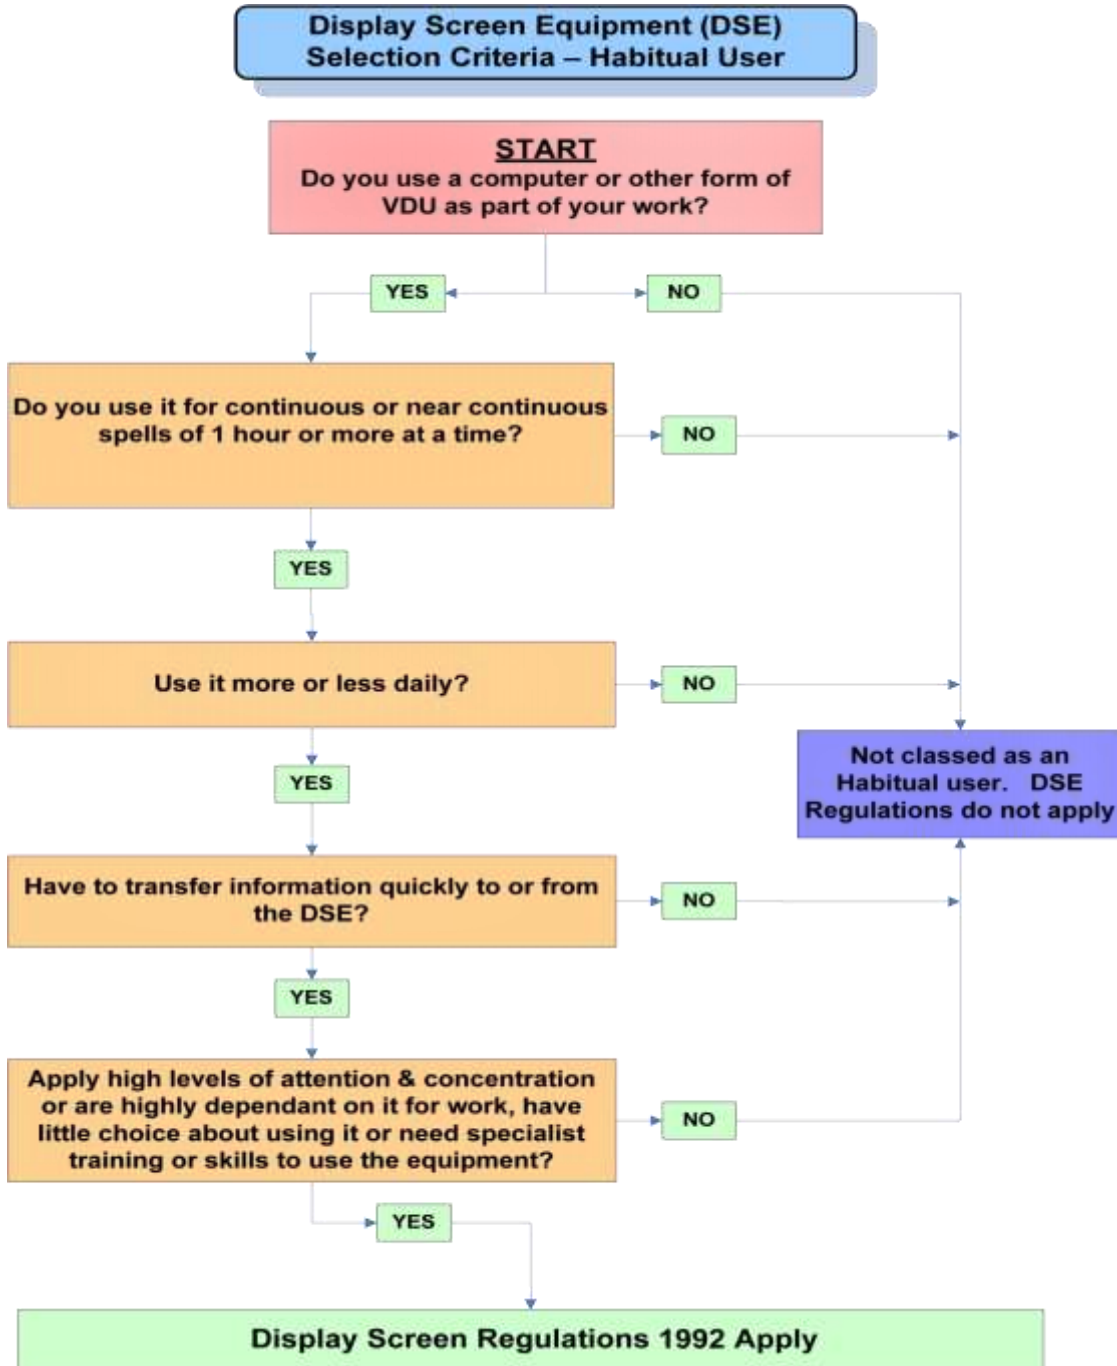 Display Screen Equipment (DSE)
Selection Criteria – Habitual User
START
Do you use a computer or other form of
VDU as part of your work?
YES
NO
Do you use it for continuous or near continuous
spells of 1 hour or more at a time?
NO
YES
Use it more or less daily?
NO
YES
Not classed as an
Habitual user. DSE
Regulations do not apply
Have to transfer information quickly to or from
the DSE?
NO
YES
Apply high levels of attention & concentration
or are highly dependant on it for work, have
little choice about using it or need specialist
training or skills to use the equipment?
NO
YES
Display Screen Regulations 1992 Apply